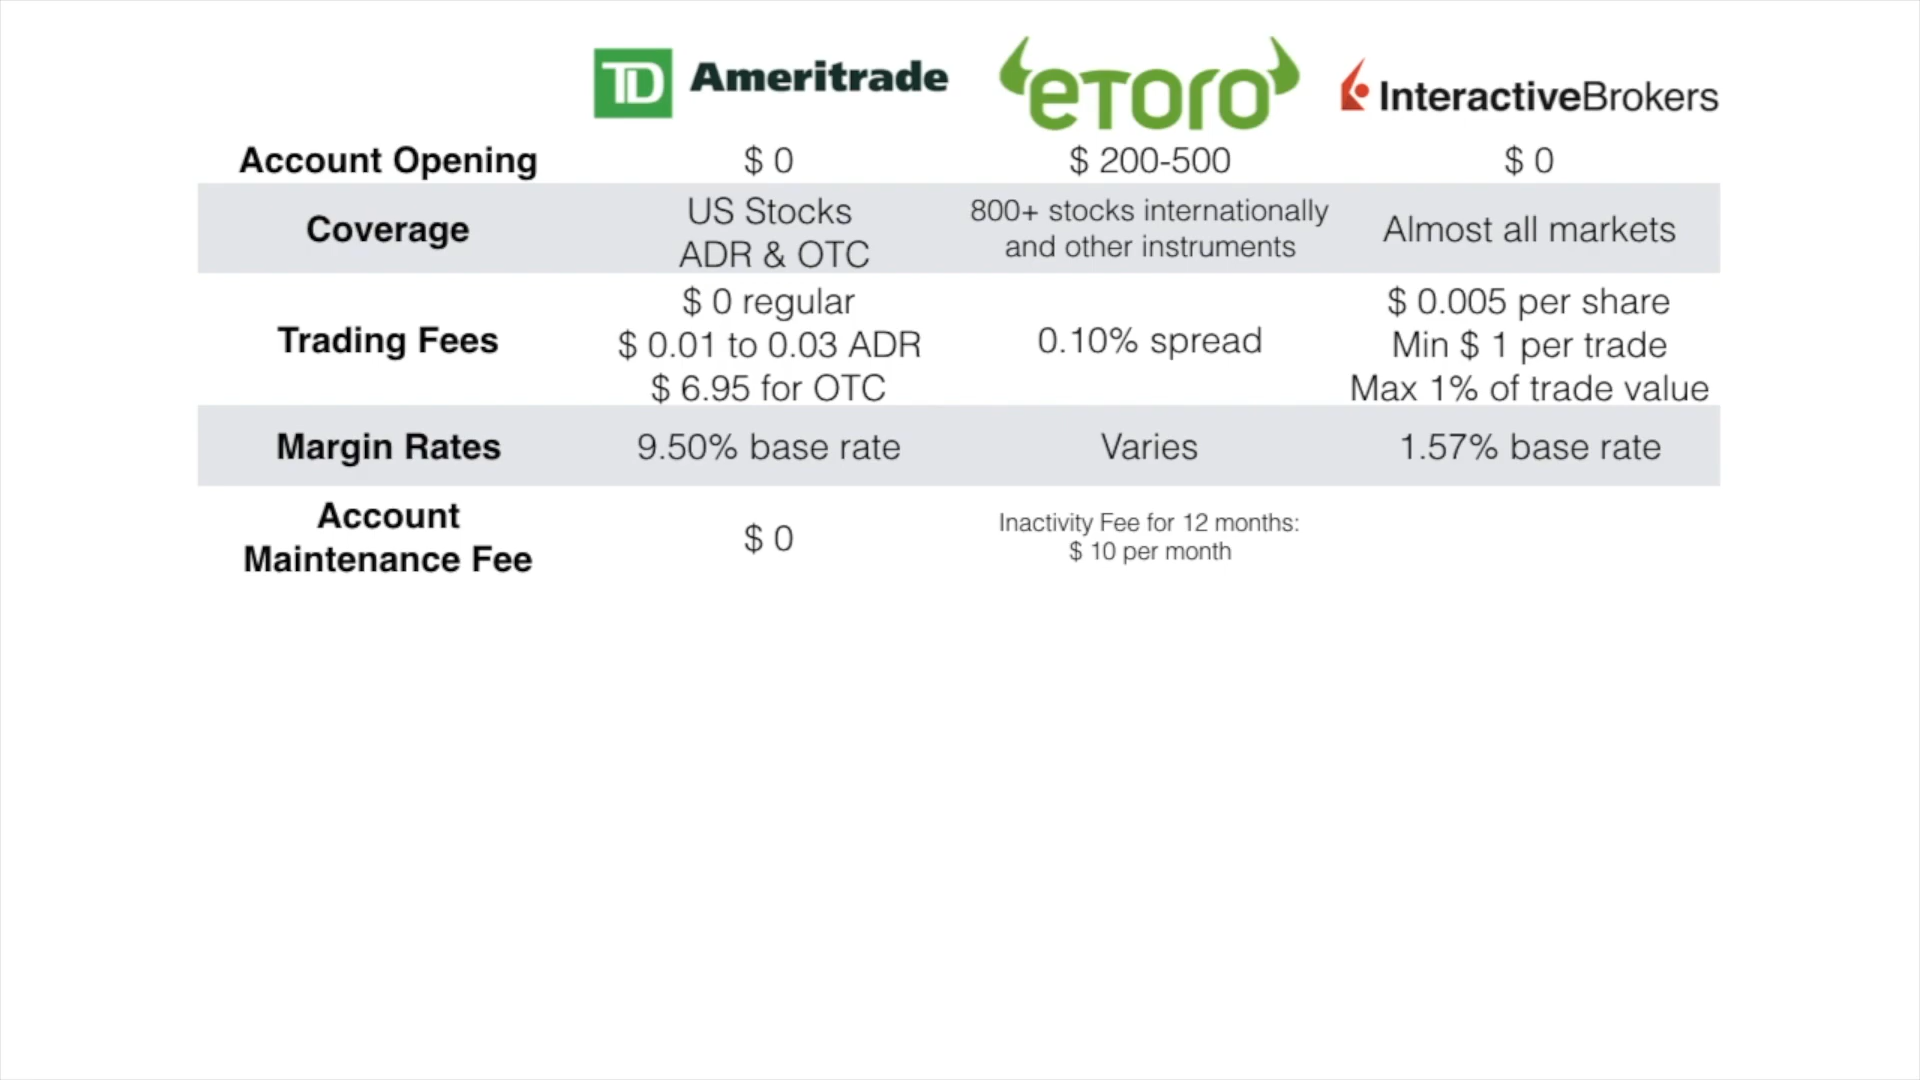 TD Ameritrade
eToro
InteractiveBrokers
Account Opening
$ 0
$ 200-500
$ 0
Coverage
US Stocks
ADR & OTC
800+ stocks internationally
and other instruments
Almost all markets
Trading Fees
$ 0 regular
$ 0.01 to 0.03 ADR
$ 6.95 for OTC
0.10% spread
$ 0.005 per share
Min $ 1 per trade
Max 1% of trade value
Margin Rates
9.50% base rate
Varies
1.57% base rate
Account
Maintenance Fee
$ 0
Inactivity Fee for 12 months:
$ 10 per month